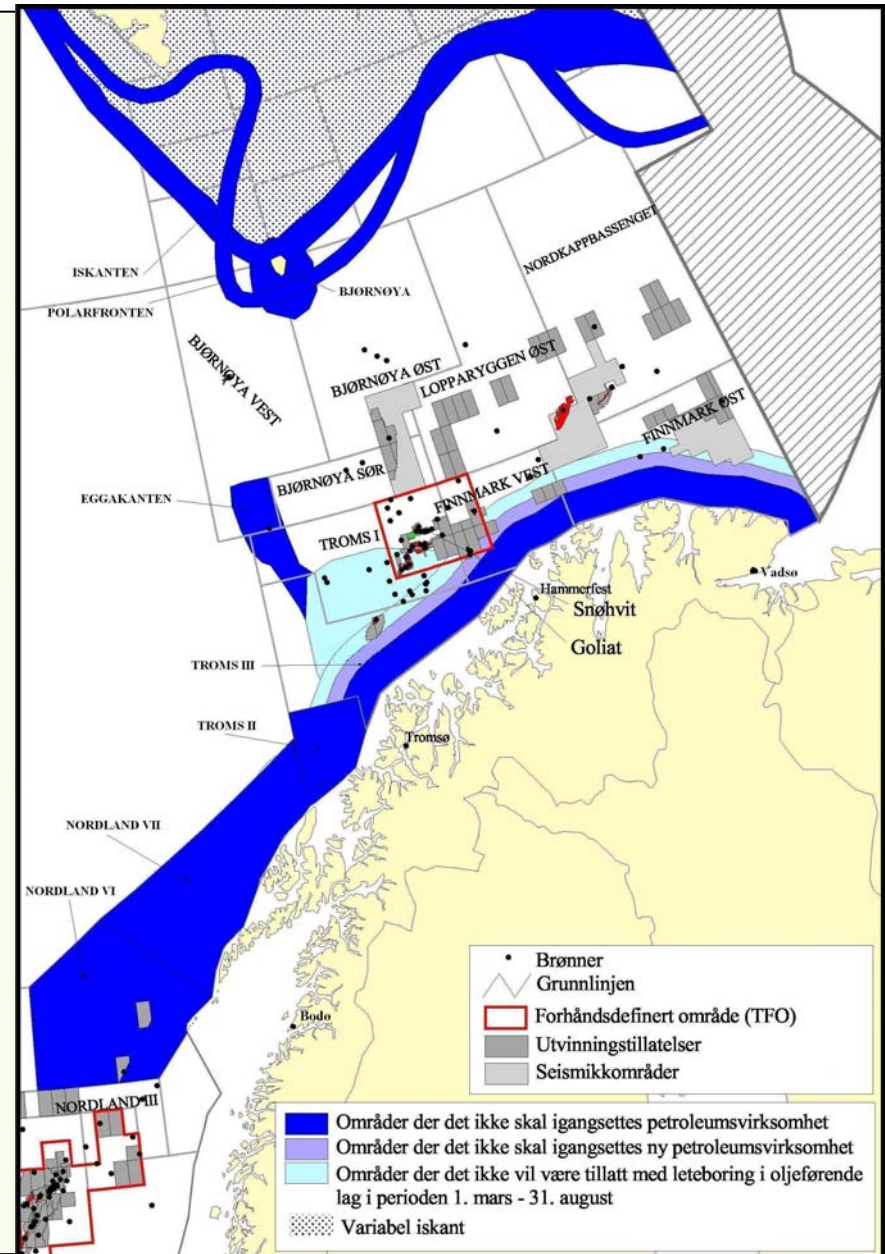 NORDKAPPBASSENGET
ISKANTEN
POLARFRONTEN
BJØRNØYA
BJØRNØYA VEST
BJØRNØYA ØST
LOPPARYGGEN ØST
FINNMARK ØST
EGGAKANTEN
BJØRNØYA SØR
FINNMARK VEST
TROMS I
Vadsø
Hammerfest
Snøhvit
Goliat
TROMS III
TROMS II
Tromsø
NORDLAND VII
NORDLAND VI
Bodø
NORDLAND III
Brønner
Grunnlinjen
Forhåndsdefinert område (TFO)
Utvinningstillatelser
Seismikkområder
Områder der det ikke skal igangsettes petroleumsvirksomhet
Områder der det ikke skal igangsettes ny petroleumsvirksomhet
Områder der det ikke vil være tillatt med leteboring i oljeførende
lag i perioden 1. mars - 31. august
Variabel iskant